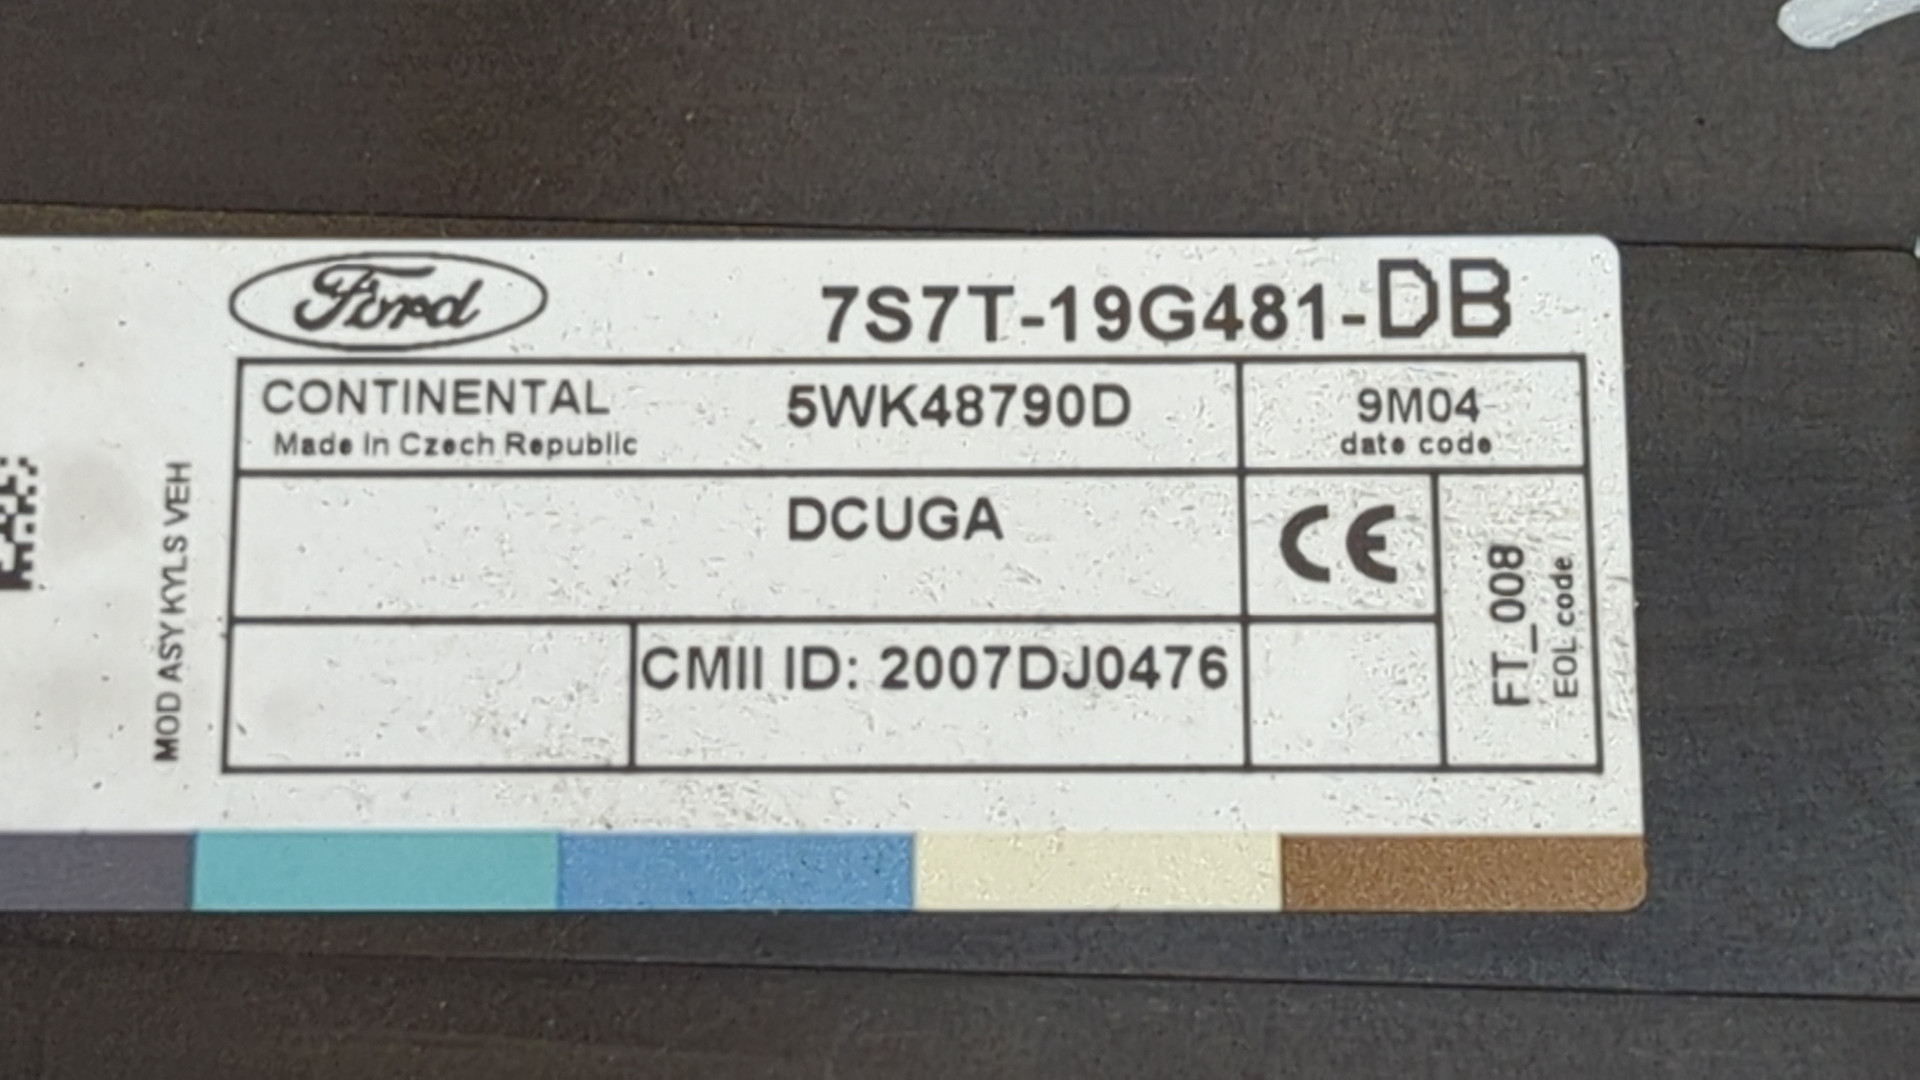 Ford
7S7T-19G481-DB
CONTINENTAL
Made In Czech Republic
5WK48790D
9M04
date code
DCUGA
CE
FT_008
EOL code
CMII ID: 2007DJ0476
MOD ASY KYLS VEH